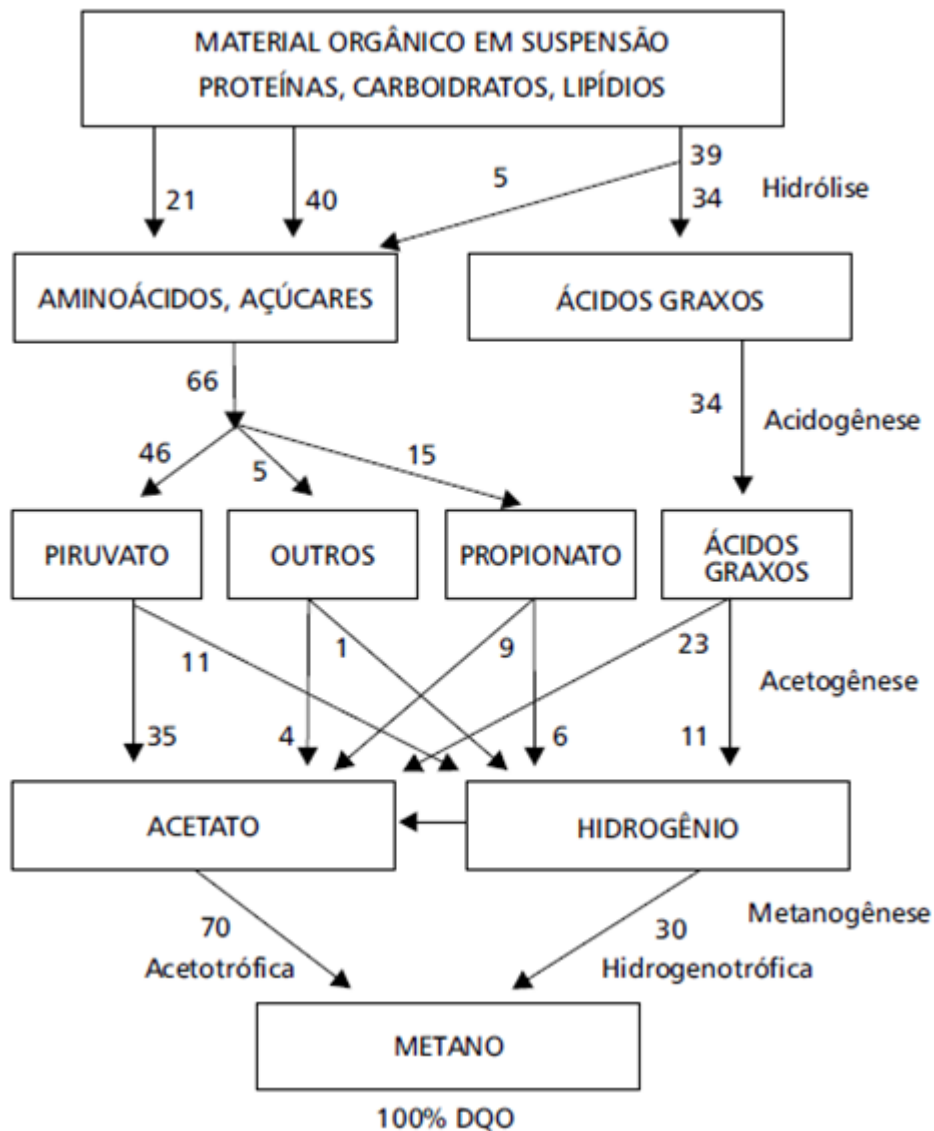 MATERIAL ORGÂNICO EM SUSPENSÃO
PROTEÍNAS, CARBOIDRATOS, LIPÍDIOS
39
5
Hidrólise
21
40
34
AMINOÁCIDOS, AÇÚCARES
ÁCIDOS GRAXOS
66
34
Acidogênese
46
5
15
PIRUVATO
OUTROS
PROPIONATO
ÁCIDOS
GRAXOS
11
1
9
23
Acetogênese
35
4
6
11
ACETATO
HIDROGÊNIO
Metanogênese
70
30
Acetotrófica
Hidrogenotrófica
METANO
100% DQO